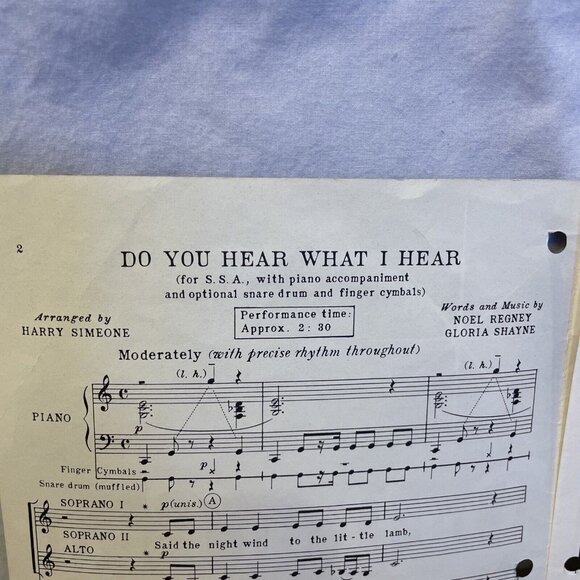 2
DO YOU HEAR WHAT I HEAR
(for S.S.A., with piano accompaniment
and optional snare drum and finger cymbals)
Arranged by
HARRY SIMEONE
Performance time:
Approx. 2:30
Words and Music by
NOEL REGNEY
GLORIA SHAYNE
Moderately (with precise rhythm throughout)
(l. h.) (l. h.)
PIANO
p
p
Finger Cymbals
Snare drum (muffled)
p
SOPRANO I * p(unis.) A
SOPRANO II
Said the night wind to the lit - tle lamb,
ALTO * p